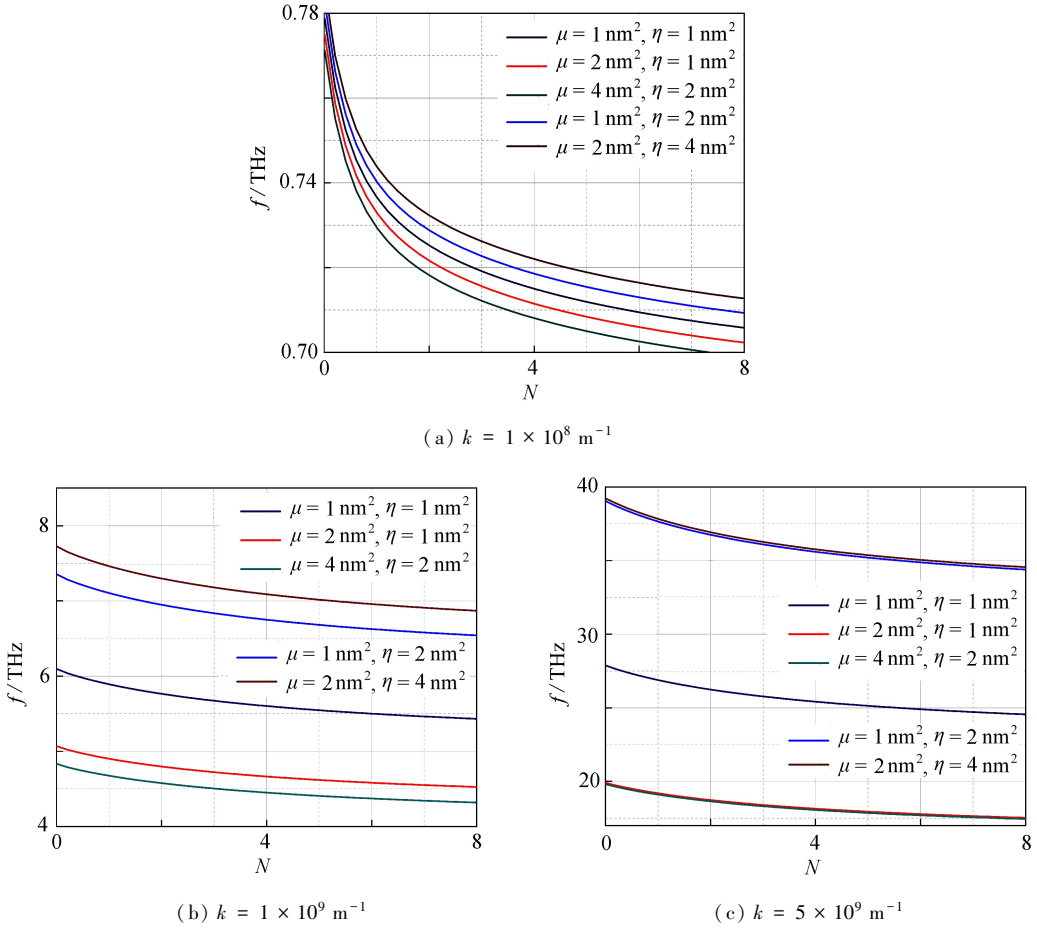 0.78
μ = 1 nm², η = 1 nm²
μ = 2 nm², η = 1 nm²
μ = 4 nm², η = 2 nm²
μ = 1 nm², η = 2 nm²
μ = 2 nm², η = 4 nm²
0.74
f/THz
0.70
0 4 8
N
(a) k = 1 × 10⁸ m⁻¹
8
μ = 1 nm², η = 1 nm²
μ = 2 nm², η = 1 nm²
μ = 4 nm², η = 2 nm²
μ = 1 nm², η = 2 nm²
μ = 2 nm², η = 4 nm²
6
f/THz
4
0 4 8
N
(b) k = 1 × 10⁹ m⁻¹
40
μ = 1 nm², η = 1 nm²
μ = 2 nm², η = 1 nm²
μ = 4 nm², η = 2 nm²
30
f/THz
μ = 1 nm², η = 2 nm²
μ = 2 nm², η = 4 nm²
20
0 4 8
N
(c) k = 5 × 10⁹ m⁻¹